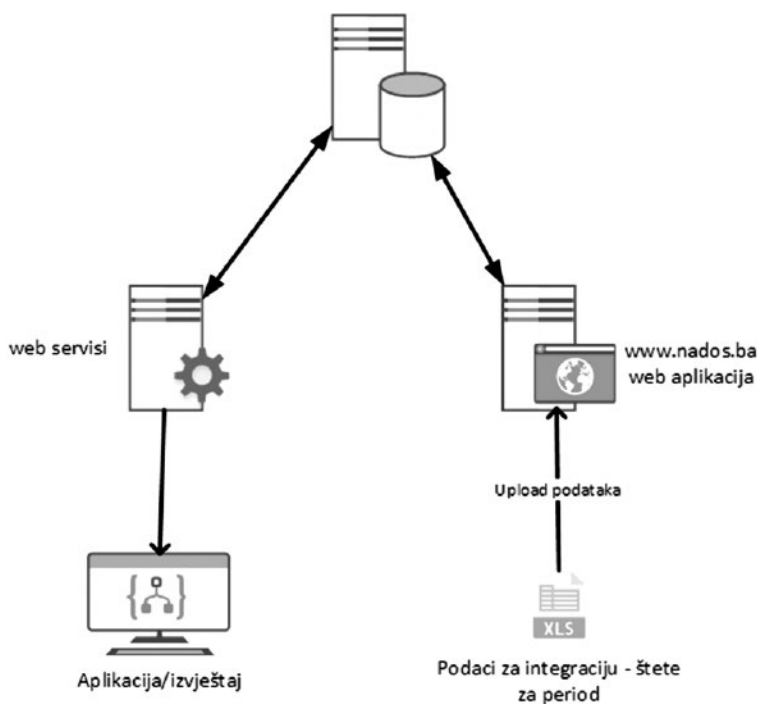 web servisi
www.nados.ba
web aplikacija
Upload podataka
XLS
Aplikacija/izvještaj
Podaci za integraciju - štete
za period